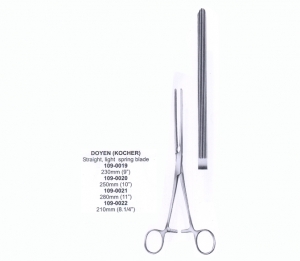 DOYEN (KOCHER)
Straight, light spring blade
109-0019
230mm (9")
109-0020
250mm (10")
109-0021
280mm (11")
109-0022
210mm (8.1/4")